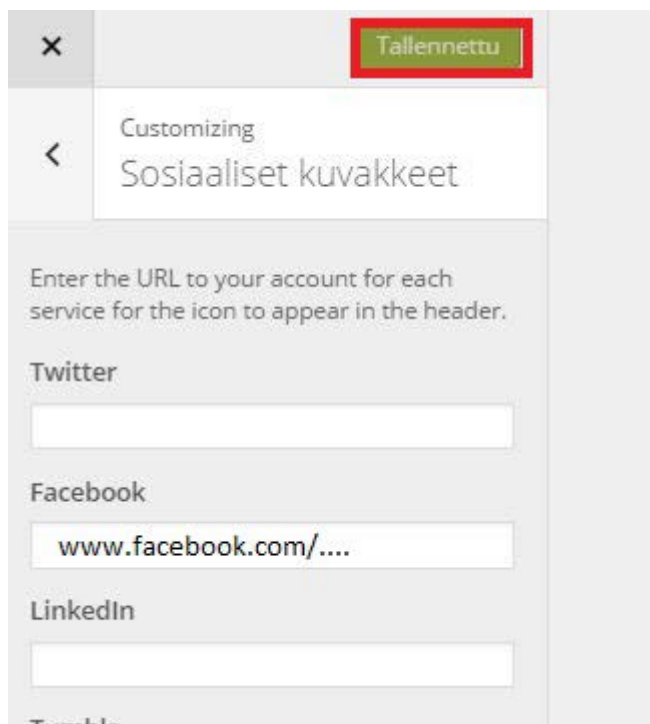 Tallennettu
Customizing
Sosiaaliset kuvakkeet
Enter the URL to your account for each
service for the icon to appear in the header.
Twitter
Facebook
www.facebook.com/....
LinkedIn